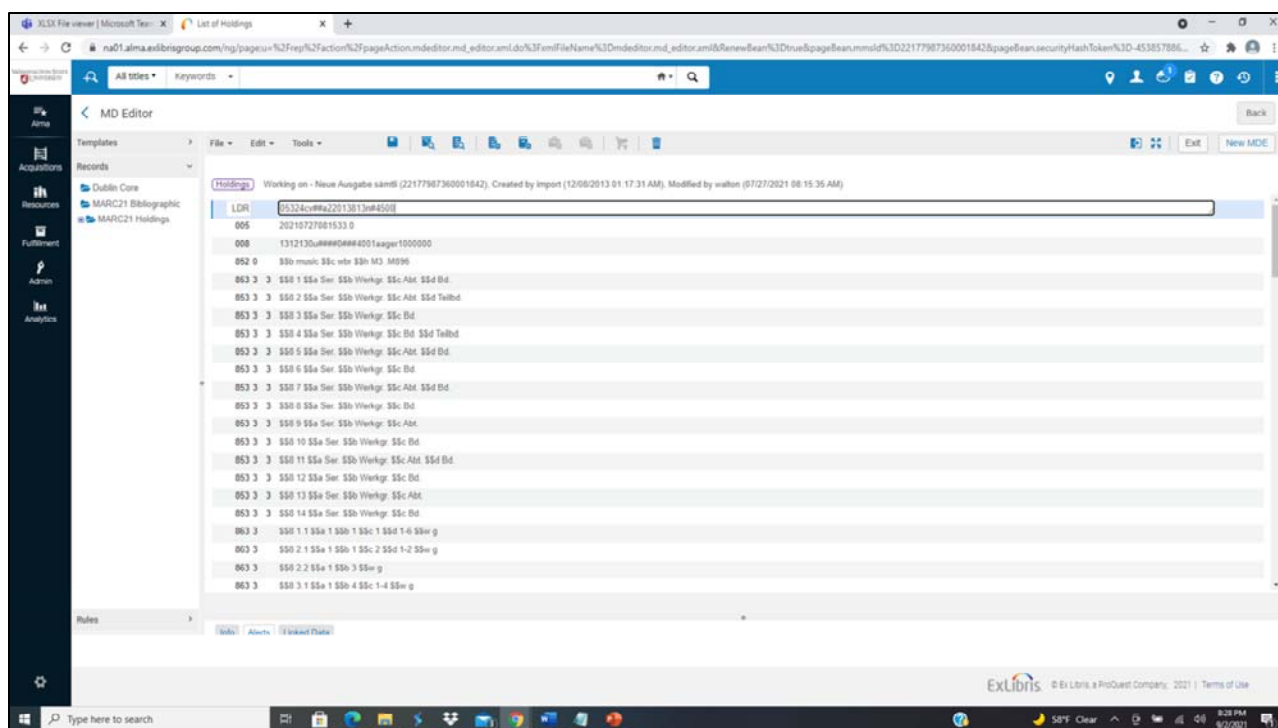 XLSX File viewer | Microsoft Tea
List of Holdings
na01.alma.exlibrisgroup.com/ng/page;u=%2Frep%2Faction%2FpageAction.mdeditor.md_editor.xml.do%3FxmlFileName%3Dmdeditor.md_editor.xml&RenewBean%3Dtrue&pageBean.mmsId%3D22177987360001842&pageBean.securityHashToken%3D-453857886...
All titles
Keywords
Alma
MD Editor
Back
Templates
File
Edit
Tools
Exit
New MDE
Acquisitions
Records
Resources
Dublin Core
MARC21 Bibliographic
MARC21 Holdings
Fulfillment
Admin
Analytics
Holdings Working on - Neue Ausgabe samtli (22177987360001842). Created by import (12/08/2013 01.17.31 AM), Modified by walton (07/27/2021 08:15:35 AM)
LDR 05324cv##a22013813n#4500
005 20210727081533.0
008 1312130u####0###4001aager1000000
852 0 $$b music $$c wbr $$h M3 .M896
853 3 3 $$8 1 $$a Ser. $$b Werkgr. $$c Abt. $$d Bd.
853 3 3 $$8 2 $$a Ser. $$b Werkgr. $$c Abt. $$d Teilbd.
853 3 3 $$8 3 $$a Ser. $$b Werkgr. $$c Bd.
853 3 3 $$8 4 $$a Ser. $$b Werkgr. $$c Bd. $$d Teilbd.
853 3 3 $$8 5 $$a Ser. $$b Werkgr. $$c Abt. $$d Bd.
853 3 3 $$8 6 $$a Ser. $$b Werkgr. $$c Bd.
853 3 3 $$8 7 $$a Ser. $$b Werkgr. $$c Abt. $$d Bd.
853 3 3 $$8 8 $$a Ser. $$b Werkgr. $$c Bd.
853 3 3 $$8 9 $$a Ser. $$b Werkgr. $$c Abt.
853 3 3 $$8 10 $$a Ser. $$b Werkgr. $$c Bd.
853 3 3 $$8 11 $$a Ser. $$b Werkgr. $$c Abt. $$d Bd.
853 3 3 $$8 12 $$a Ser. $$b Werkgr. $$c Bd.
853 3 3 $$8 13 $$a Ser. $$b Werkgr. $$c Abt.
853 3 3 $$8 14 $$a Ser. $$b Werkgr. $$c Bd.
863 3 $$8 1.1 $$a 1 $$b 1 $$c 1 $$d 1-6 $$w g
863 3 $$8 2.1 $$a 1 $$b 1 $$c 2 $$d 1-2 $$w g
863 3 $$8 2.2 $$a 1 $$b 3 $$w g
863 3 $$8 3.1 $$a 1 $$b 4 $$c 1-4 $$w g
Rules
Info
Alerts
Linked Data
ExLibris © Ex Libris, a ProQuest Company, 2021 | Terms of Use
Type here to search
58°F Clear
8:28 PM
9/2/2021